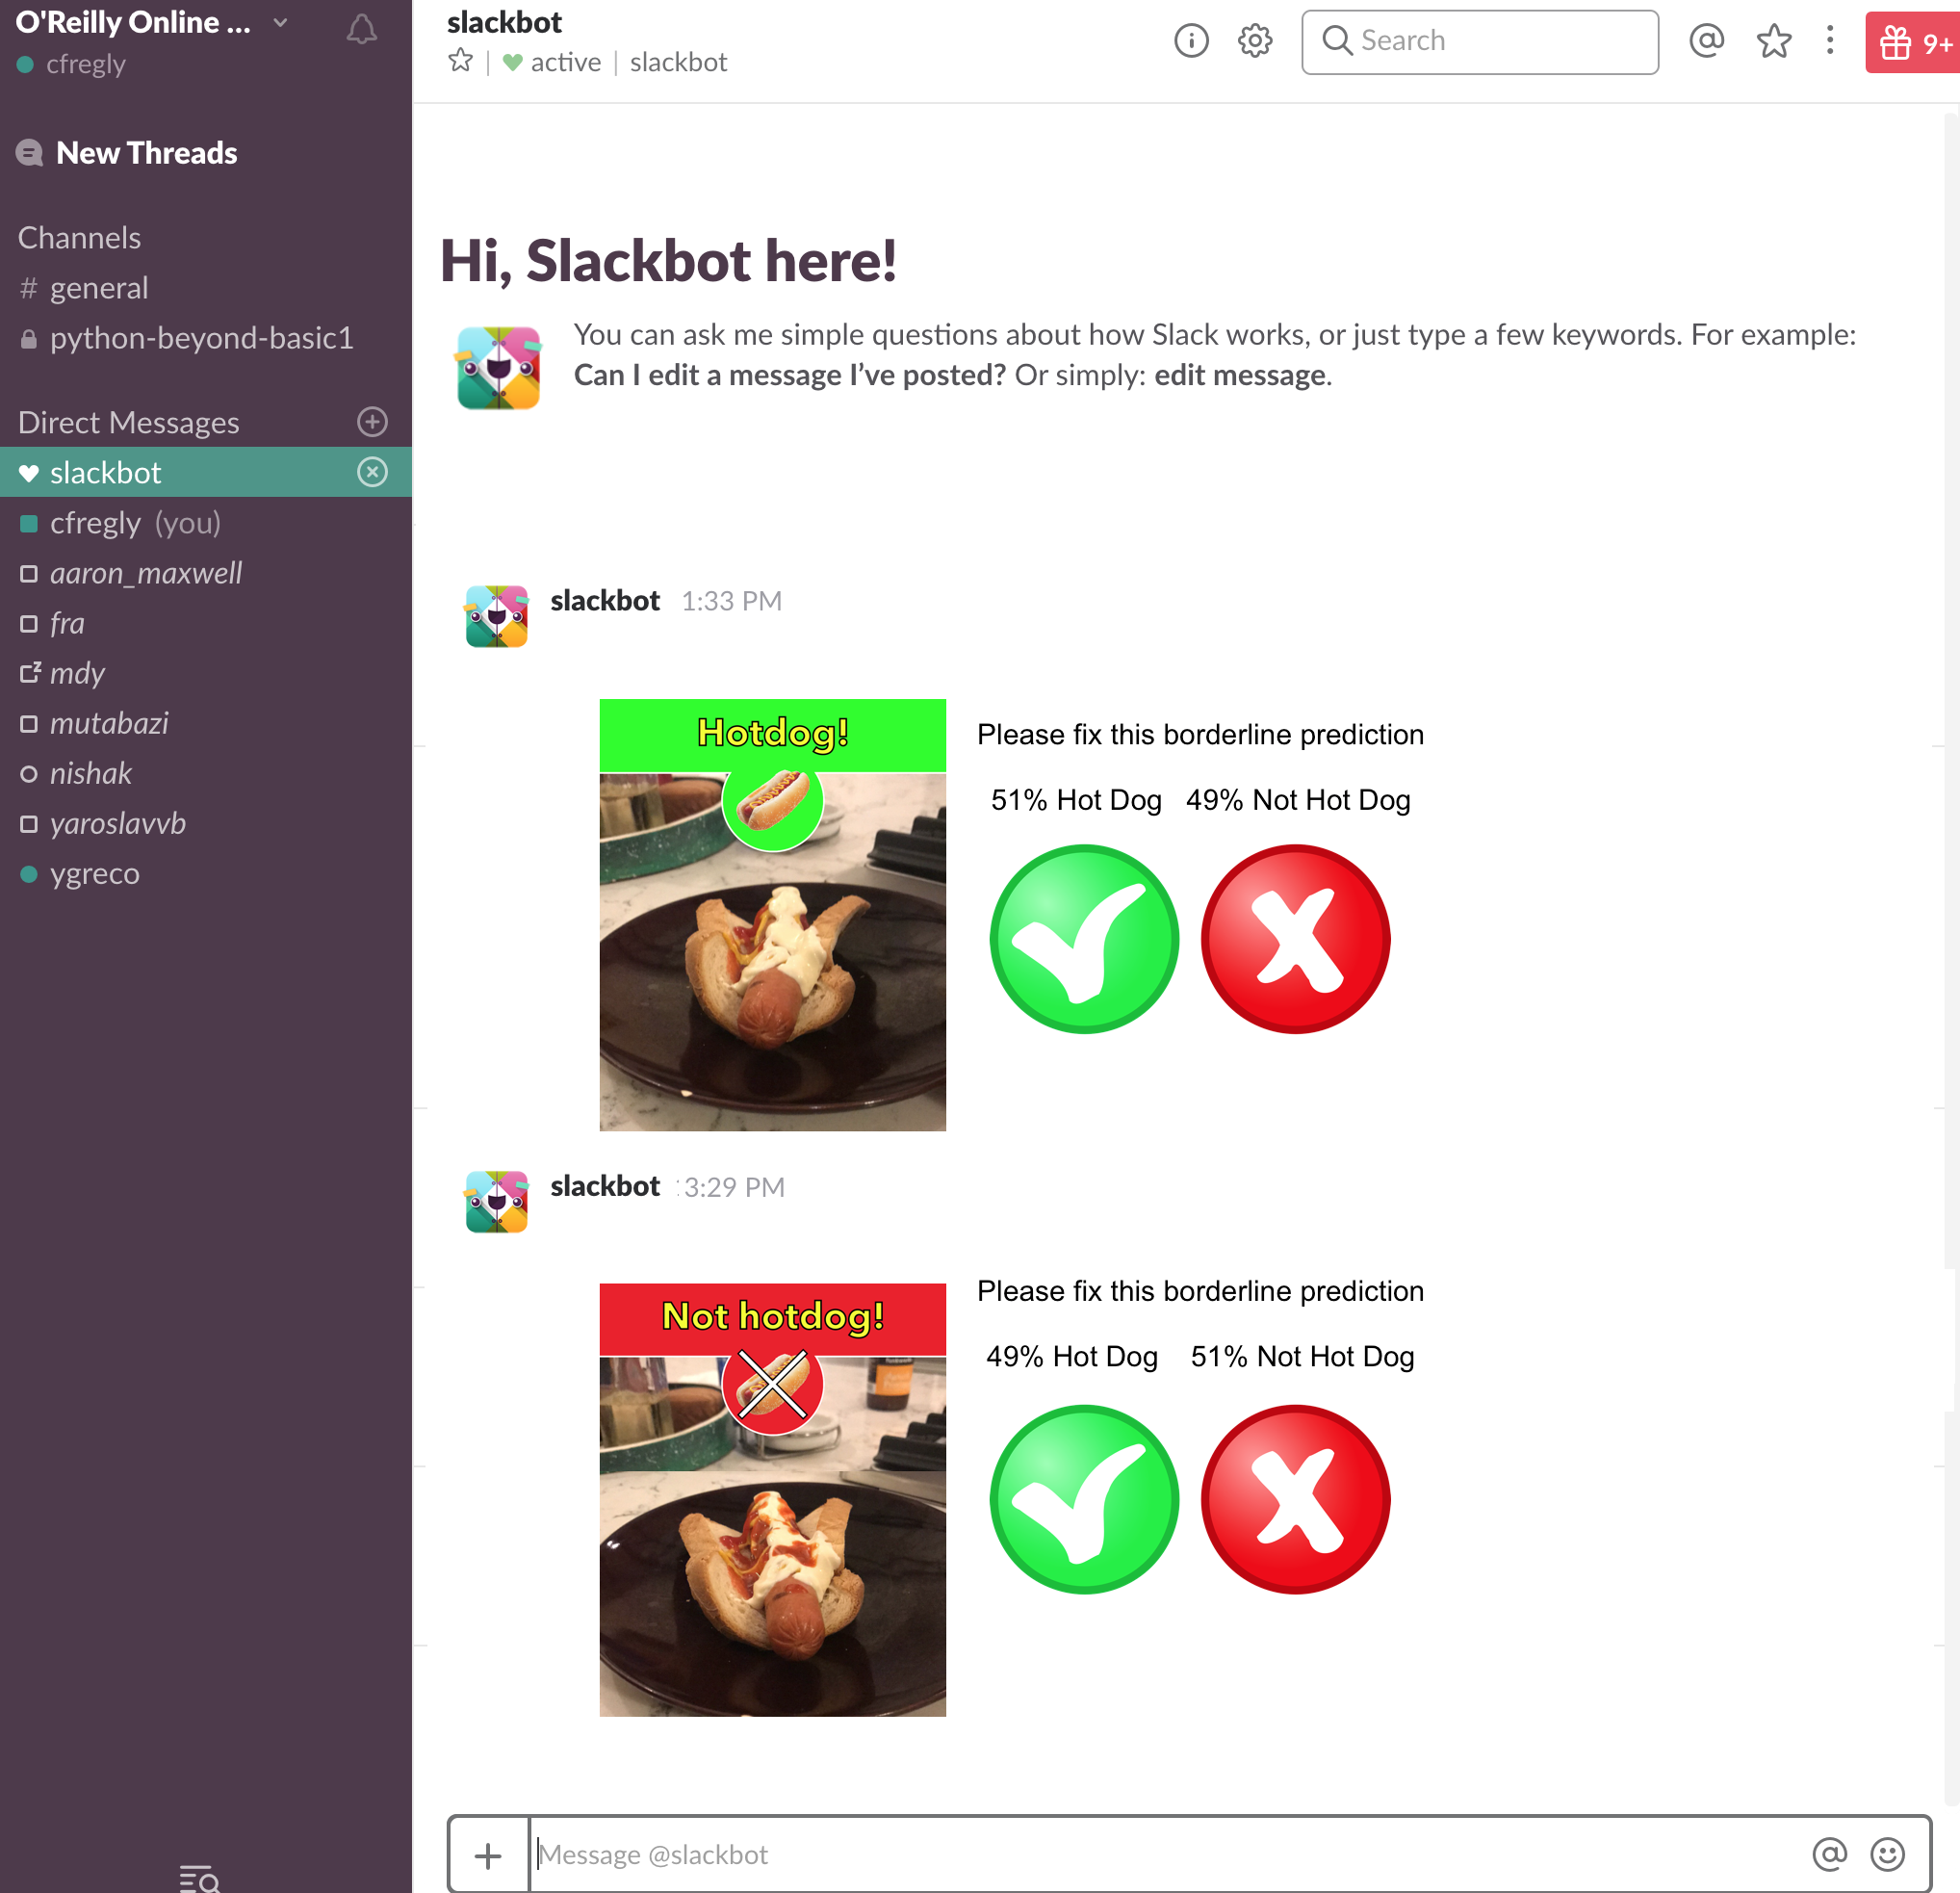 O'Reilly Online ...
cfregly
New Threads
Channels
# general
python-beyond-basic1
Direct Messages
slackbot
cfregly (you)
aaron_maxwell
fra
mdy
mutabazi
nishak
yaroslavvb
ygreco
slackbot
active | slackbot
Search
9+
Hi, Slackbot here!
You can ask me simple questions about how Slack works, or just type a few keywords. For example:
Can I edit a message I’ve posted? Or simply: edit message.
slackbot 1:33 PM
Hotdog!
Please fix this borderline prediction
51% Hot Dog 49% Not Hot Dog
slackbot 3:29 PM
Not hotdog!
Please fix this borderline prediction
49% Hot Dog 51% Not Hot Dog
Message @slackbot